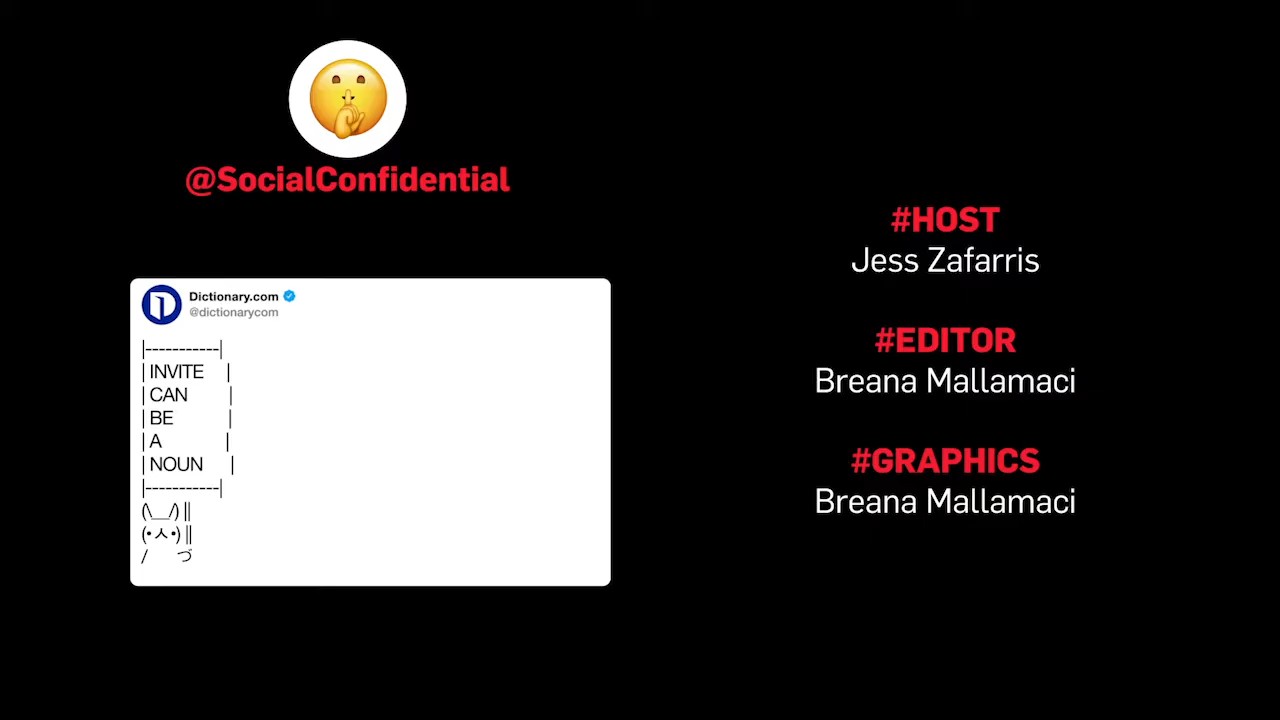 @SocialConfidential
Dictionary.com
@dictionarycom
|-----------|
| INVITE     |
| CAN         |
| BE            |
| A              |
| NOUN      |
|-----------|
(\__/) ||
(•ㅅ•) ||
/      づ
#HOST
Jess Zafarris
#EDITOR
Breana Mallamaci
#GRAPHICS
Breana Mallamaci